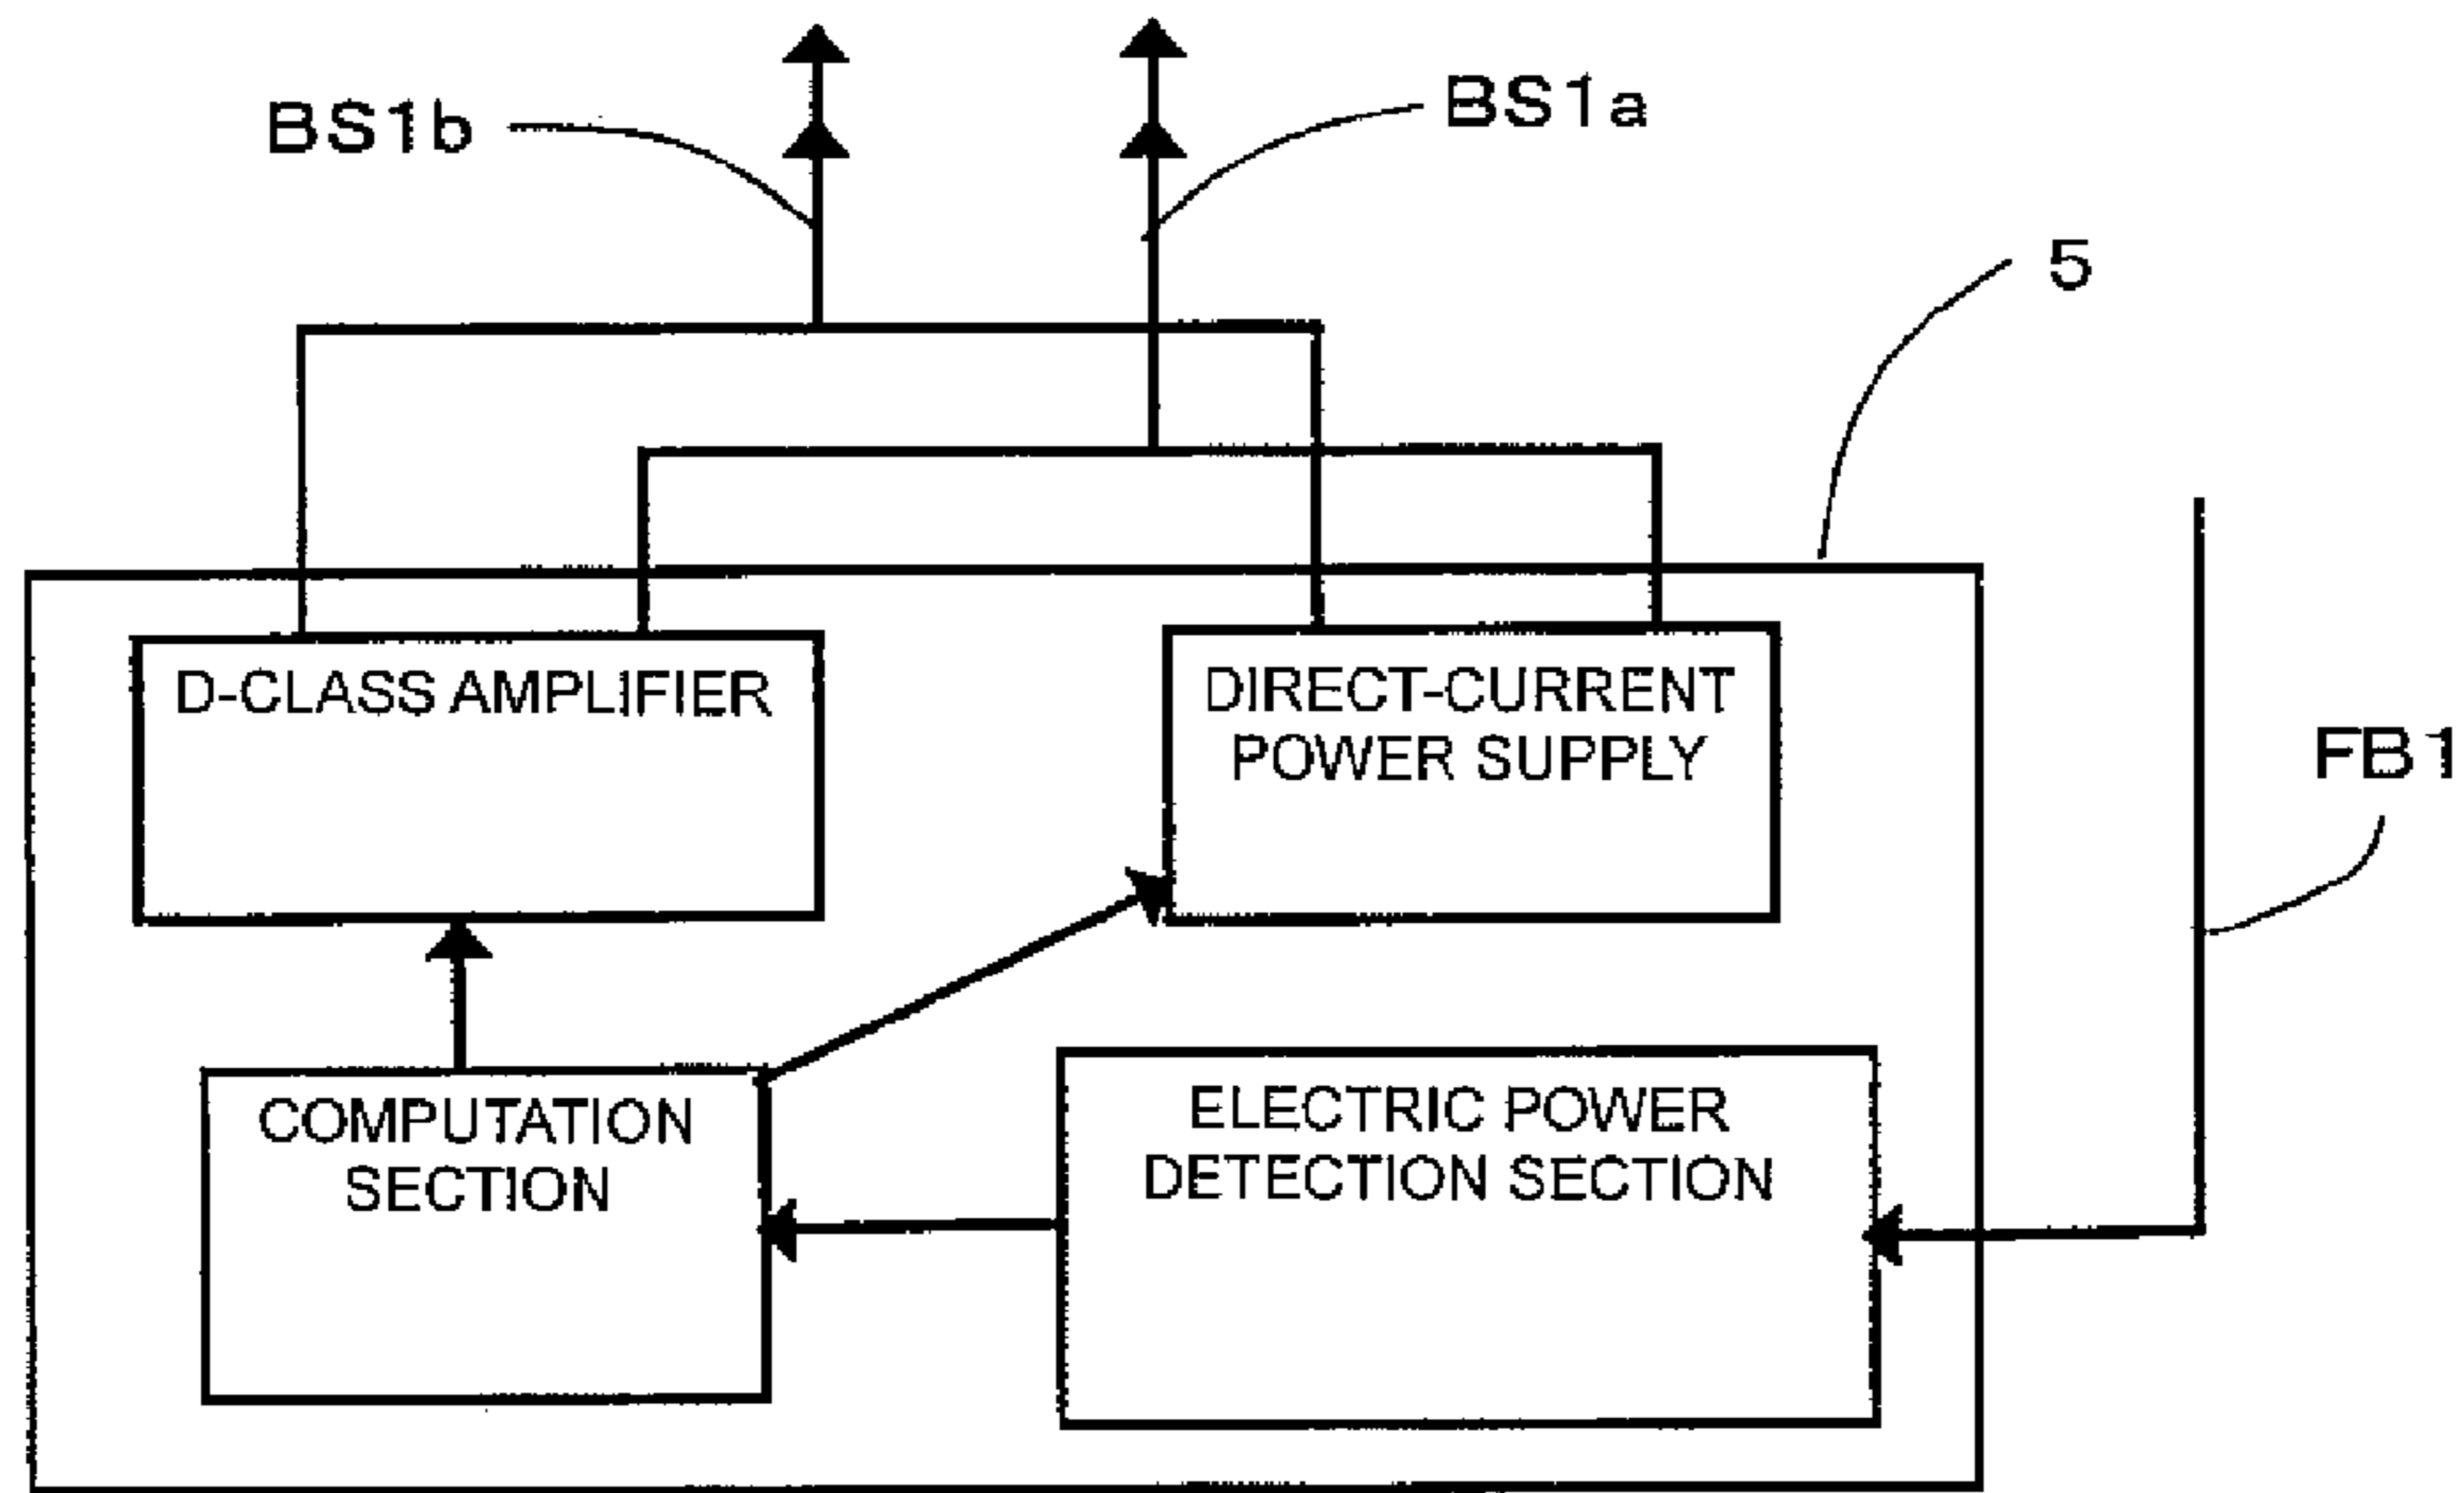 BS1b
BS1a
5
D-CLASS AMPLIFIER
DIRECT-CURRENT
POWER SUPPLY
FB1
COMPUTATION
SECTION
ELECTRIC POWER
DETECTION SECTION